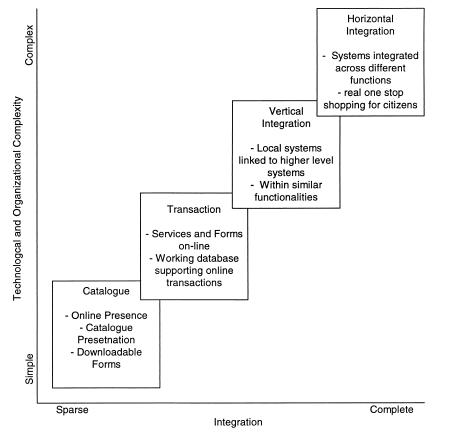 Horizontal
Integration
- Systems integrated
across different
functions
- real one stop
shopping for citizens
Vertical
Integration
- Local systems
linked to higher level
systems
- Within similar
functionalities
Transaction
- Services and Forms
on-line
- Working database
supporting online
transactions
Catalogue
- Online Presence
- Catalogue
Presetnation
- Downloadable
Forms
Complex
Technologcal and Organizational Complexity
Simple
Sparse
Complete
Integration